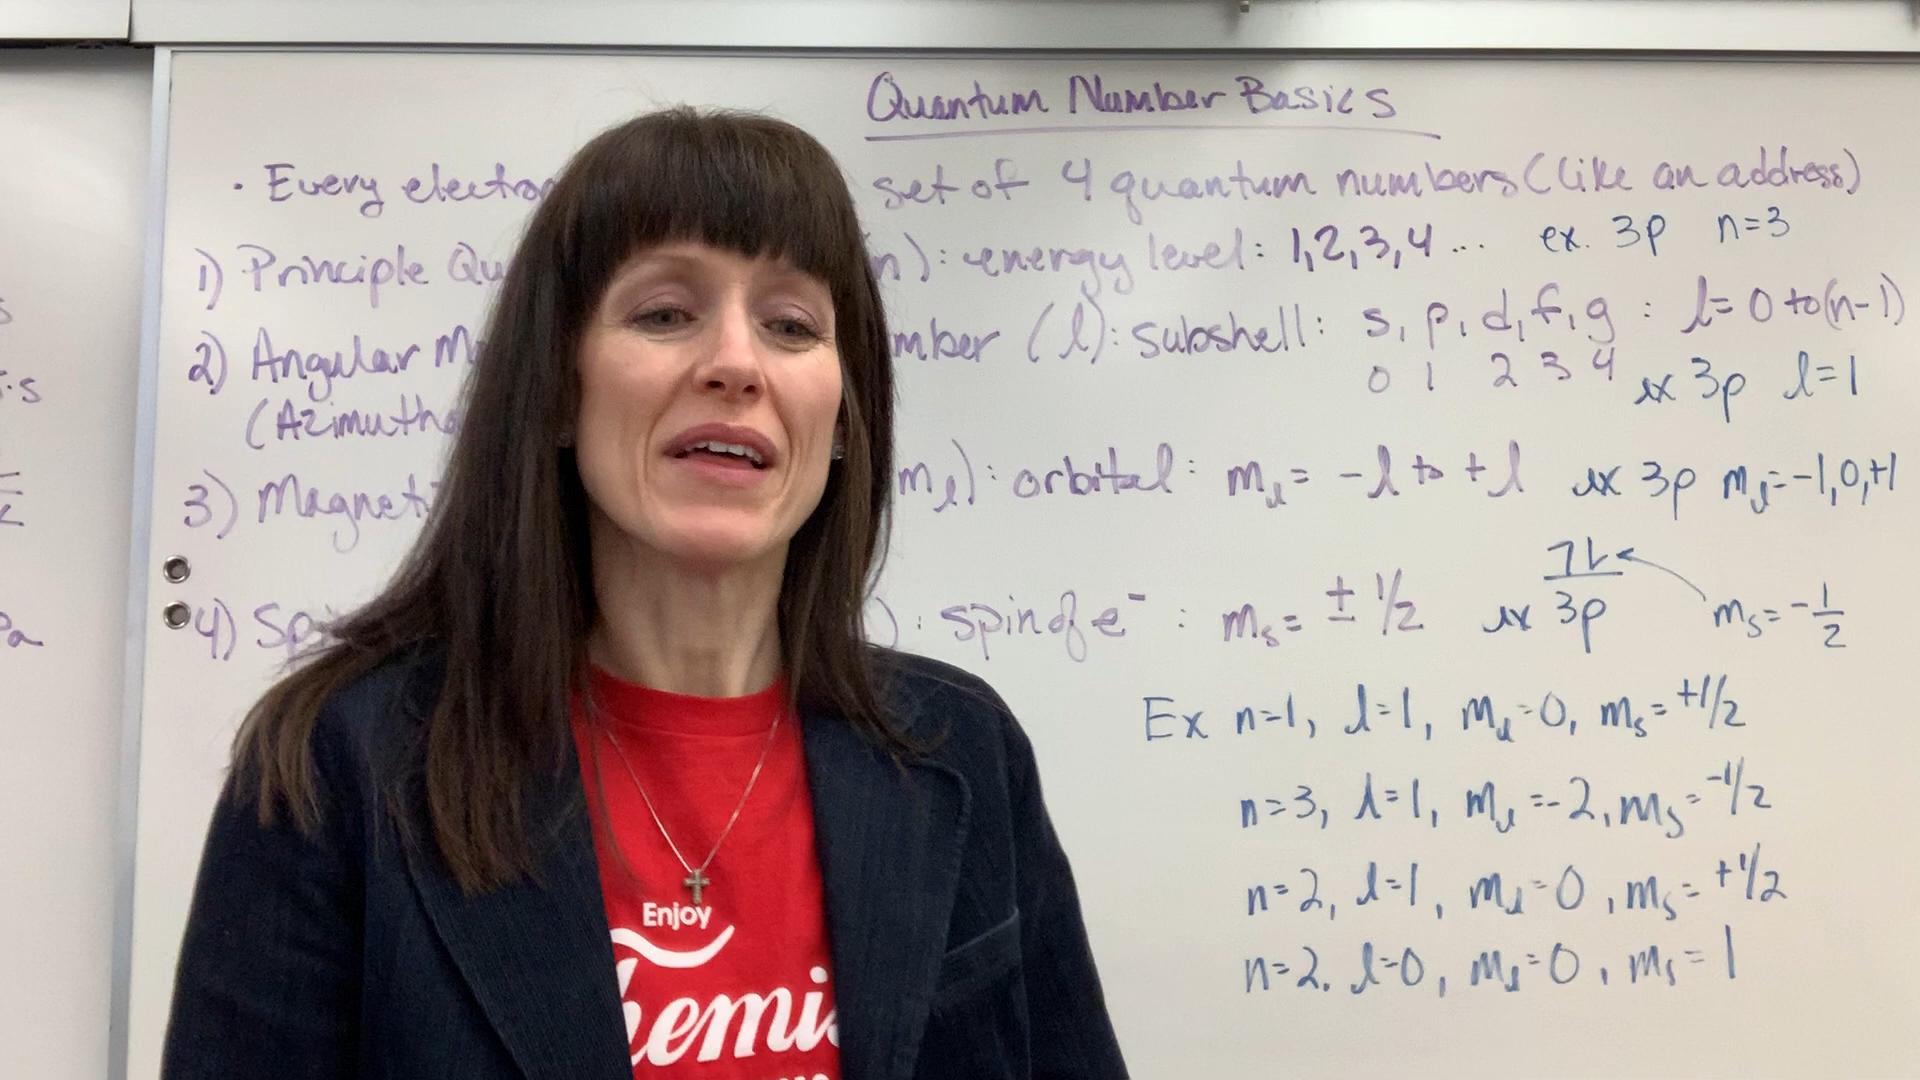 Quantum Number Basics
· Every electron set of 4 quantum numbers (like an address)
1) Principle Qu n): energy level: 1,2,3,4... ex. 3p n=3
2) Angular M mber (l): subshell: s, p, d, f, g : l= 0 to (n-1)
0 1 2 3 4 ex 3p l=1
(Azimutha
3) Magneti ml): orbital: ml= -l to +l ex 3p ml=-1,0,+1
↿⇂
4) Spi ): spin of e⁻ : ms= ± 1/2 ex 3p ms= -1/2
Ex n=1, l=1, ml=0, ms=+1/2
n=3, l=1, ml=-2, ms=-1/2
n=2, l=1, ml=0, ms=+1/2
n=2. l=0, ml=0, ms=1
Enjoy
hemis